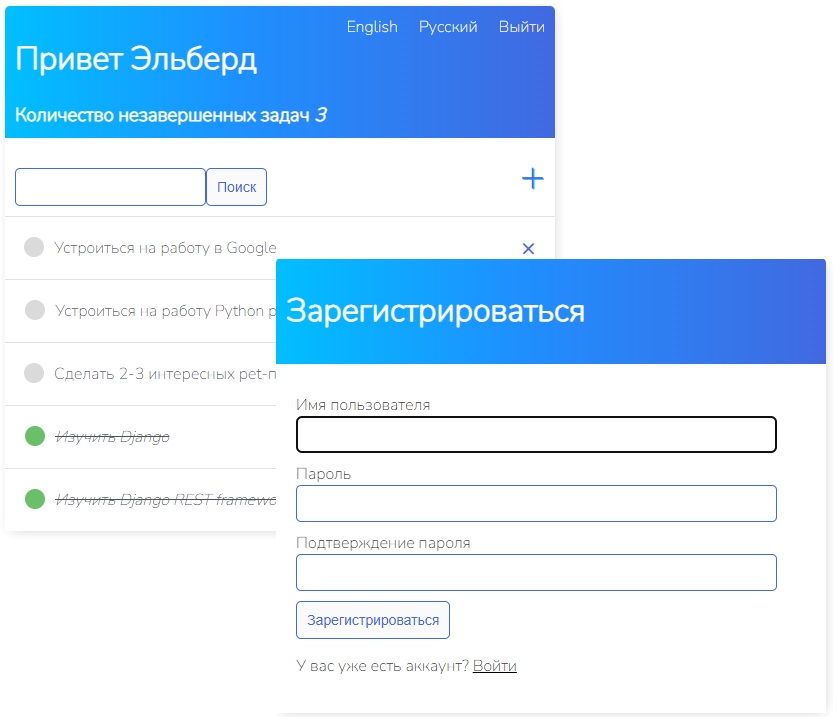 English Русский Выйти
Привет Эльберд
Количество незавершенных задач 3
Поиск
Устроиться на работу в Google
Устроиться на работу Python
Сделать 2-3 интересных
Изучить Django
Изучить Django REST
Зарегистрироваться
Имя пользователя
Пароль
Подтверждение пароля
Зарегистрироваться
У вас уже есть аккаунт? Войти